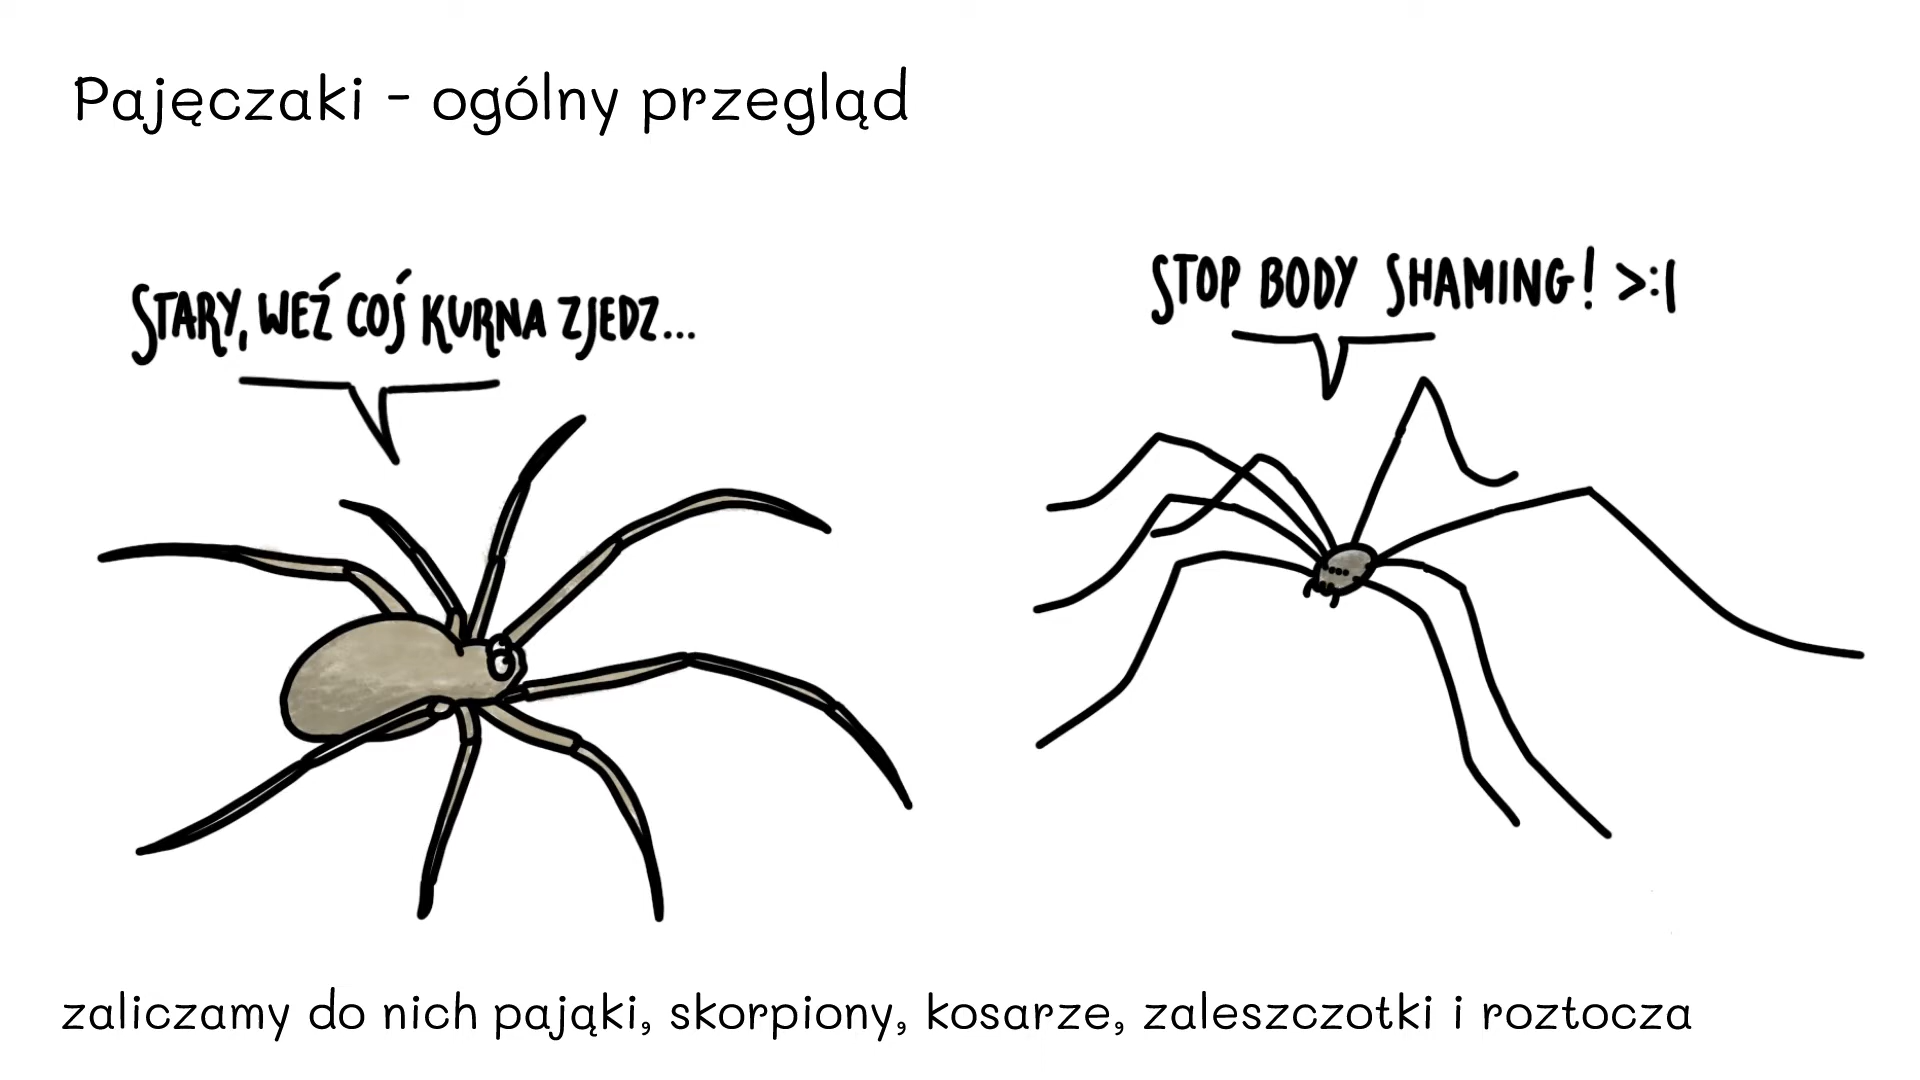 Pajęczaki - ogólny przegląd
STARY, WEŹ COŚ KURNA ZJEDZ...
STOP BODY SHAMING! >:(
zaliczamy do nich pająki, skorpiony, kosarze, zaleszczotki i roztocza